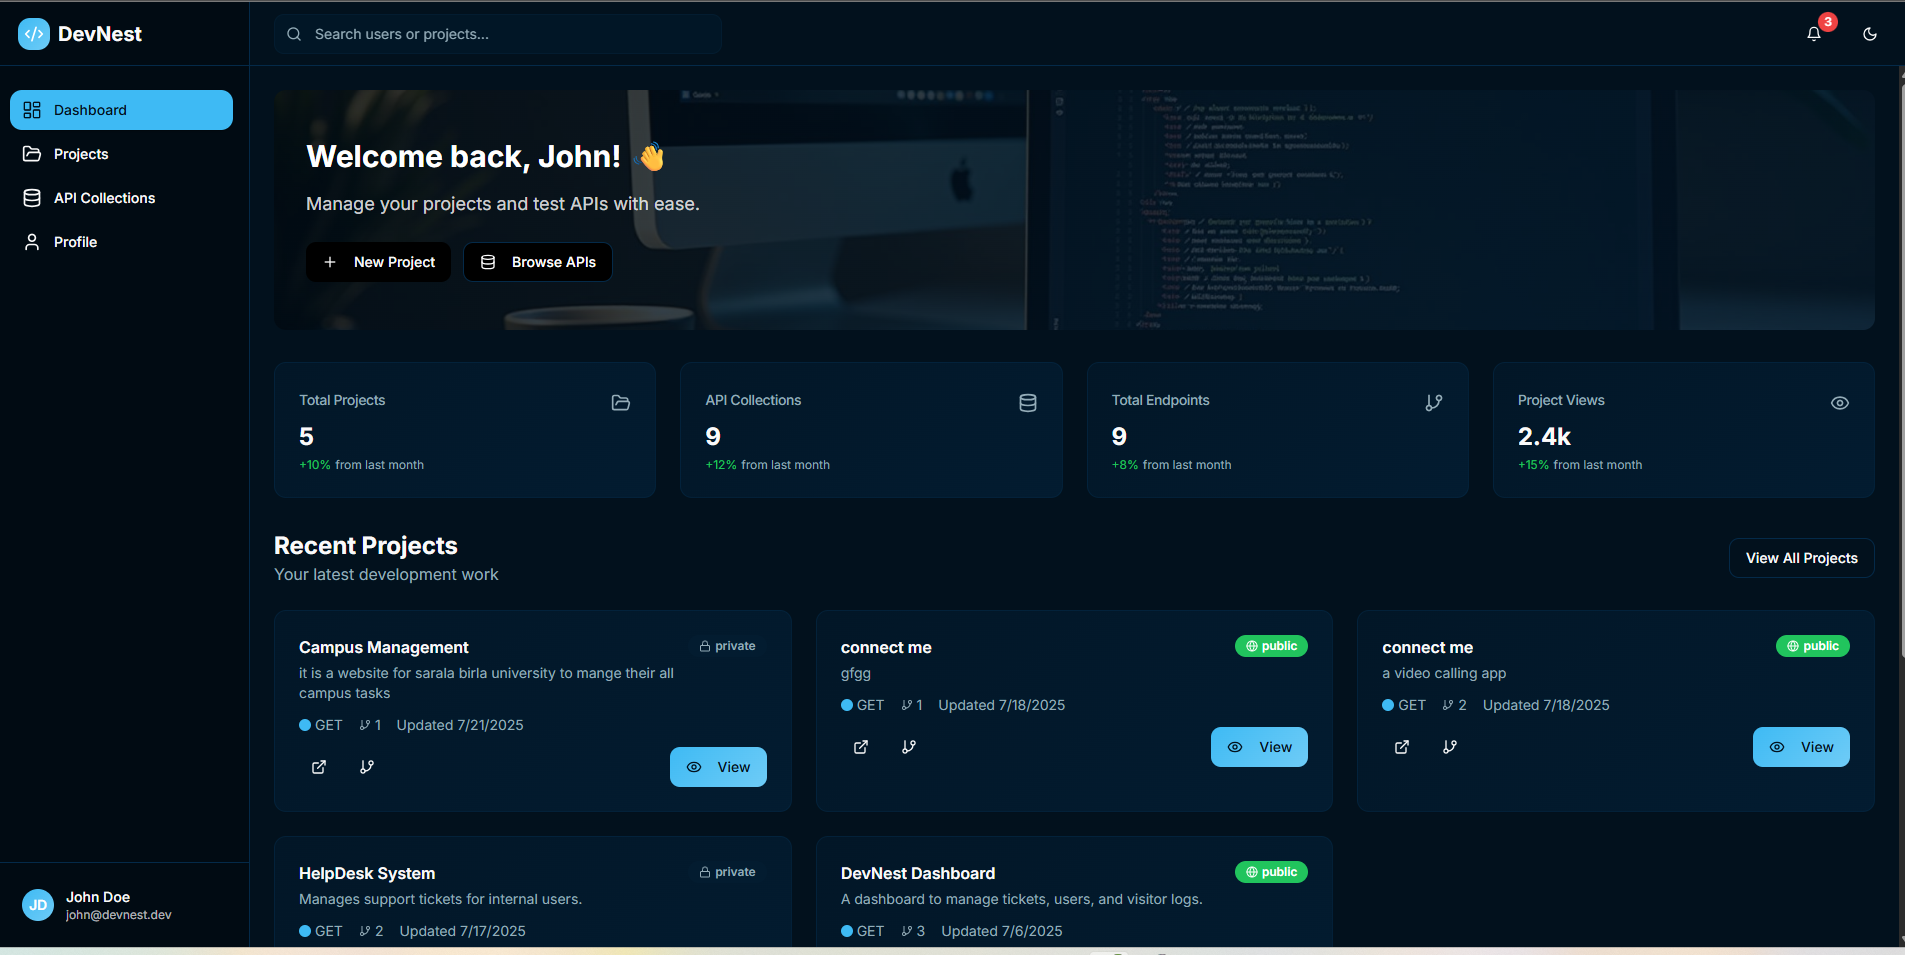 DevNest
Search users or projects...
3
Dashboard
Projects
API Collections
Profile
Welcome back, John! 👋
Manage your projects and test APIs with ease.
New Project
Browse APIs
Total Projects
5
+10% from last month
API Collections
9
+12% from last month
Total Endpoints
9
+8% from last month
Project Views
2.4k
+15% from last month
Recent Projects
Your latest development work
View All Projects
Campus Management
private
it is a website for sarala birla university to mange their all
campus tasks
GET 1 Updated 7/21/2025
View
connect me
public
gfgg
GET 1 Updated 7/18/2025
View
connect me
public
a video calling app
GET 2 Updated 7/18/2025
View
HelpDesk System
private
Manages support tickets for internal users.
GET 2 Updated 7/17/2025
DevNest Dashboard
public
A dashboard to manage tickets, users, and visitor logs.
GET 3 Updated 7/6/2025
JD
John Doe
john@devnest.dev